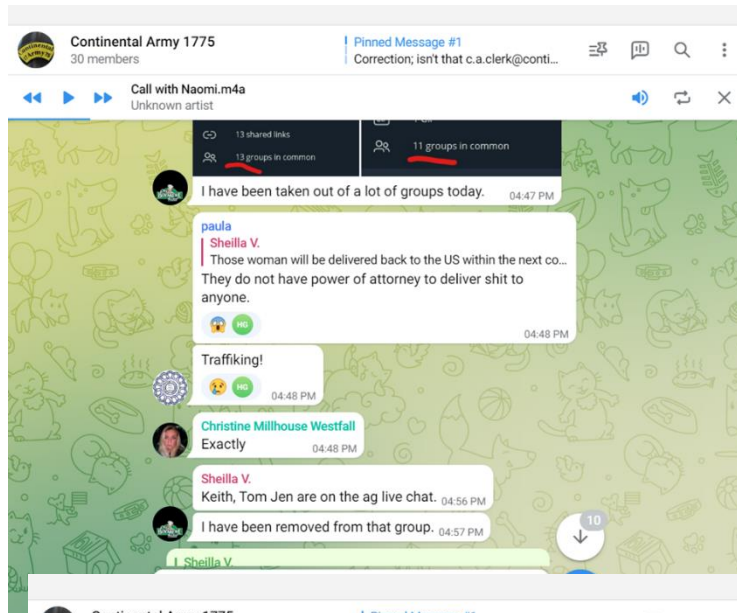 Continental Army 1775
30 members
Pinned Message #1
Correction; isn't that c.a.clerk@conti...
Call with Naomi.m4a
Unknown artist
13 shared links
13 groups in common
11 groups in common
I have been taken out of a lot of groups today. 04:47 PM
paula
Sheilla V.
Those woman will be delivered back to the US within the next co...
They do not have power of attorney to deliver shit to
anyone.
HG
04:48 PM
Traffiking!
HG
04:48 PM
Christine Millhouse Westfall
Exactly 04:48 PM
Sheilla V.
Keith, Tom Jen are on the ag live chat. 04:56 PM
I have been removed from that group. 04:57 PM
10
Sheilla V.